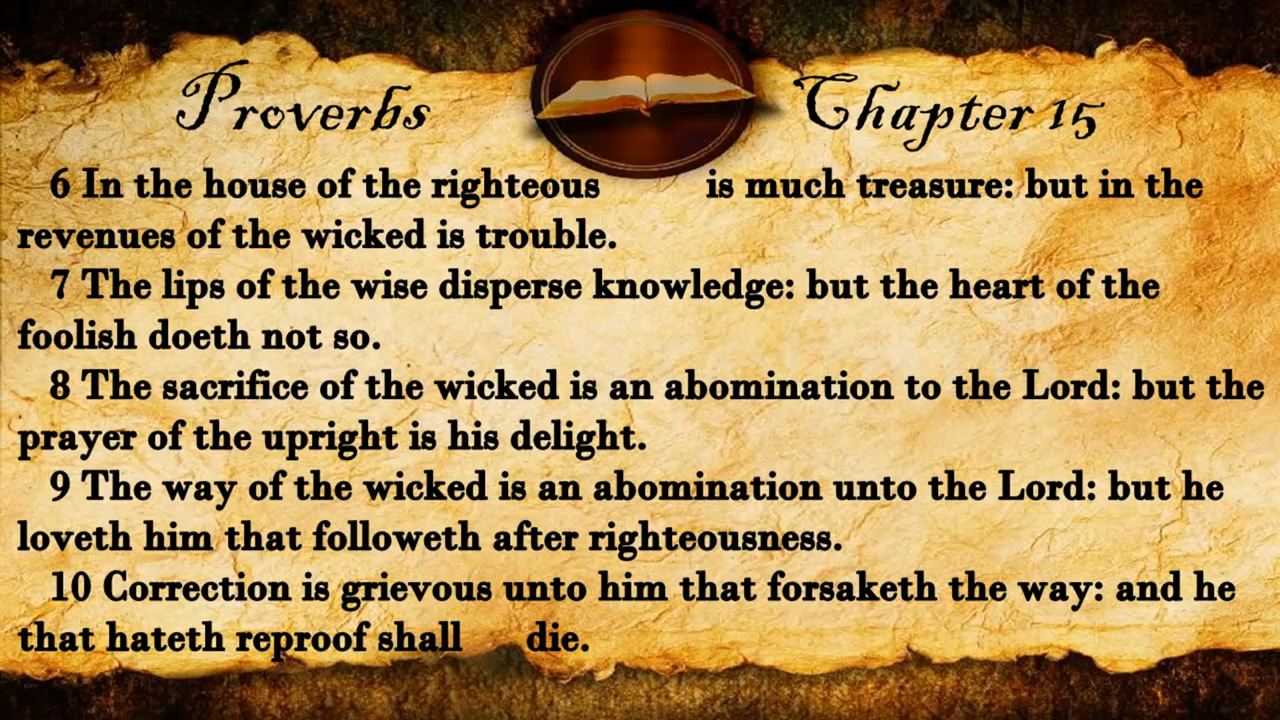 Proverbs Chapter 15
6 In the house of the righteous is much treasure: but in the
revenues of the wicked is trouble.
7 The lips of the wise disperse knowledge: but the heart of the
foolish doeth not so.
8 The sacrifice of the wicked is an abomination to the Lord: but the
prayer of the upright is his delight.
9 The way of the wicked is an abomination unto the Lord: but he
loveth him that followeth after righteousness.
10 Correction is grievous unto him that forsaketh the way: and he
that hateth reproof shall die.